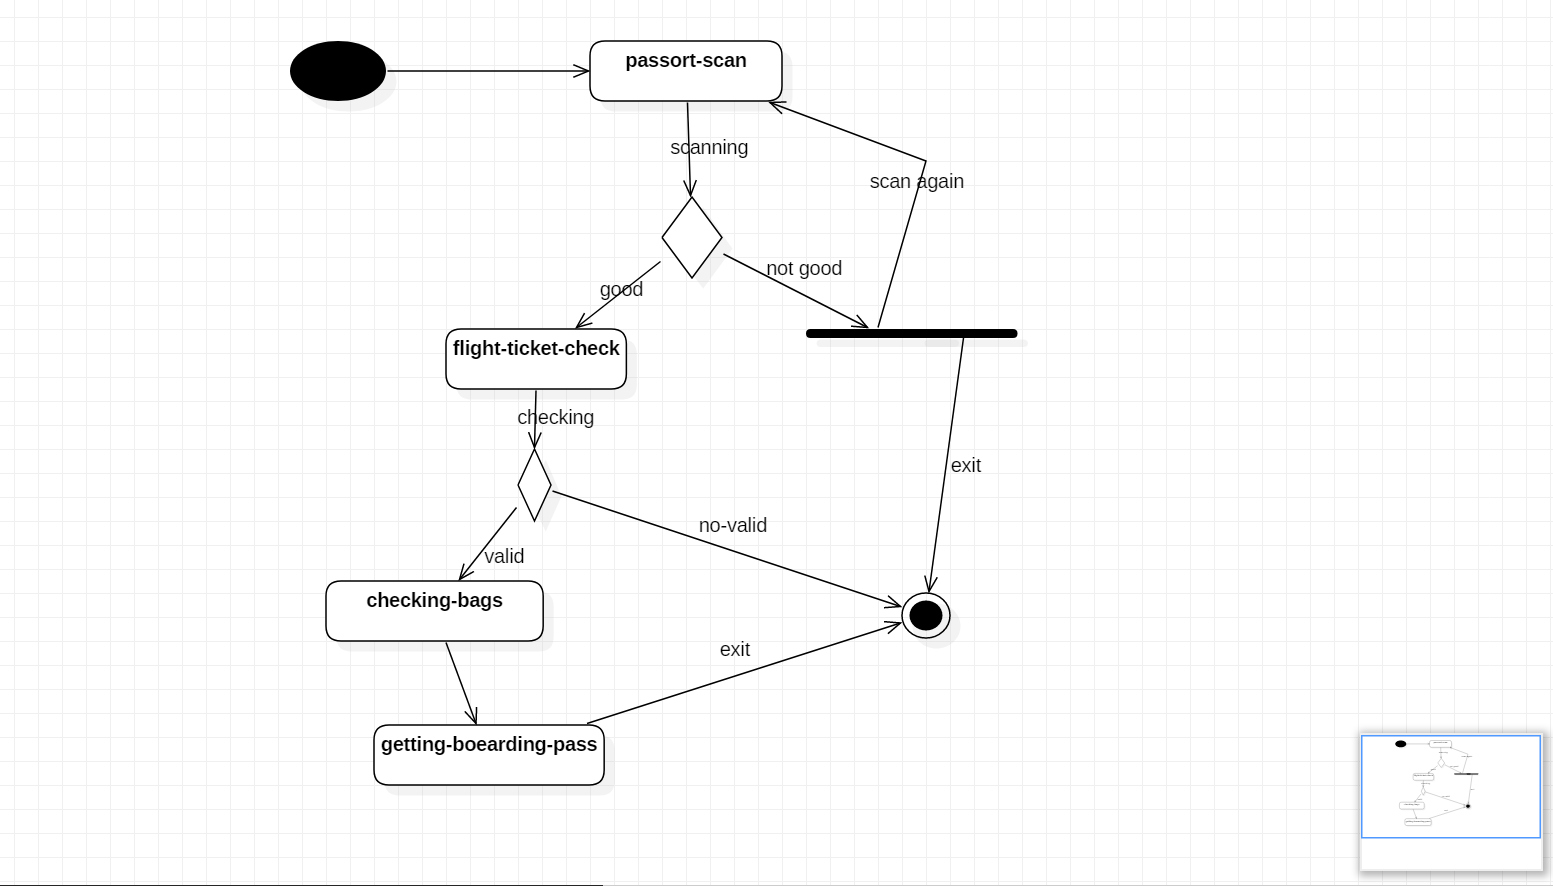 passort-scan
scanning
scan again
not good
good
flight-ticket-check
checking
exit
no-valid
valid
checking-bags
exit
getting-boearding-pass